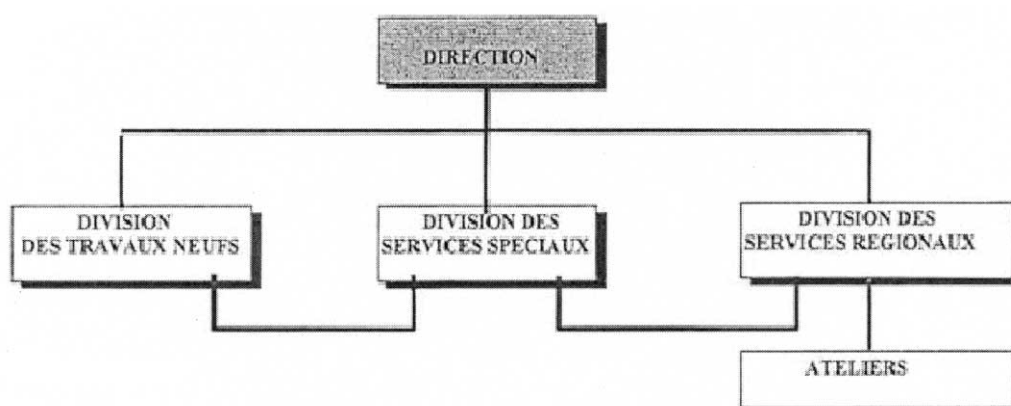 DIRECTION
DIVISION
DES TRAVAUX NEUFS
DIVISION DES
SERVICES SPECIAUX
DIVISION DES
SERVICES REGIONAUX
ATELIERS